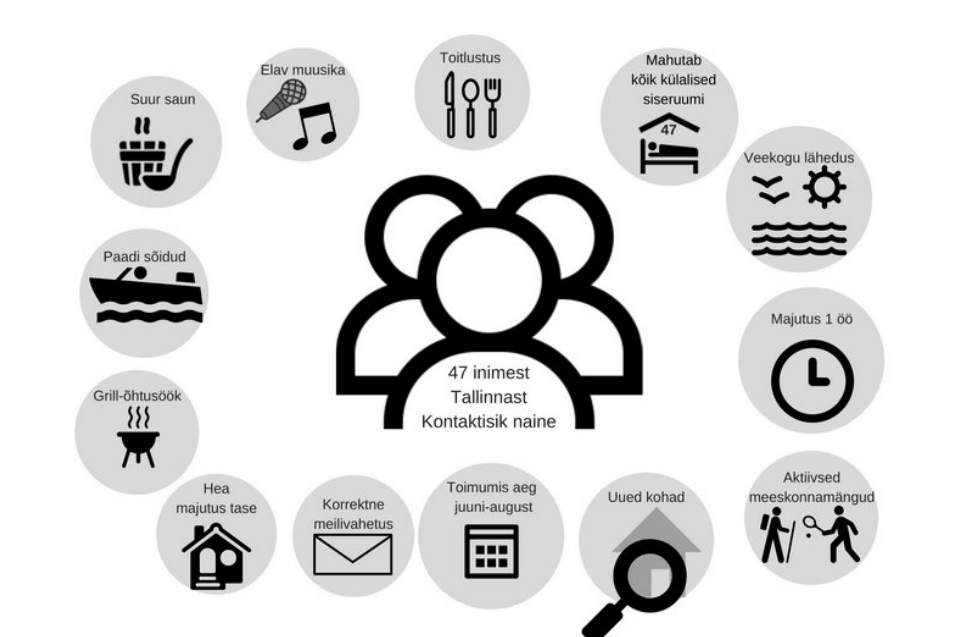 Suur saun
Elav muusika
Toitlustus
Mahutab
kõik külalised
siseruumi
47
Veekogu lähedus
Paadi sõidud
Majutus 1 öö
47 inimest
Tallinnast
Kontaktisik naine
Grill-õhtusöök
Hea
majutus tase
Korrektne
meilivahetus
Toimumis aeg
juuni-august
Uued kohad
Aktiivsed
meeskonnamängud